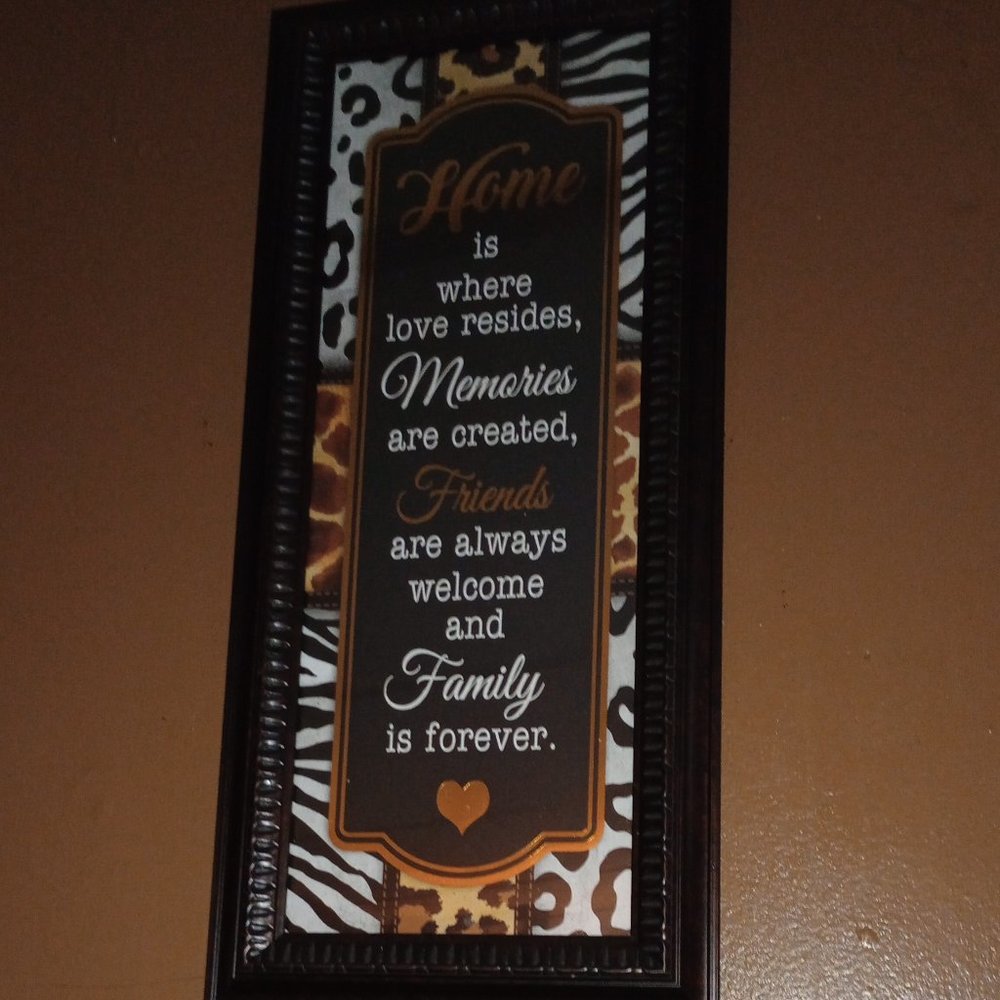 Home
is
where
love resides,
Memories
are created,
Friends
are always
welcome
and
Family
is forever.